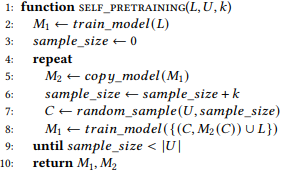 1: function SELF_PRETRAINING(L, U, k)
2: M₁ ← train_model(L)
3: sample_size ← 0
4: repeat
5: M₂ ← copy_model(M₁)
6: sample_size ← sample_size + k
7: C ← random_sample(U, sample_size)
8: M₁ ← train_model({(C, M₂(C)) ∪ L})
9: until sample_size < |U|
10: return M₁, M₂